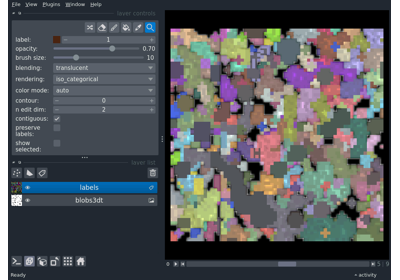 File View Plugins Window Help
layer controls
label: 1
opacity: 0.70
brush size: 10
blending: translucent
rendering: iso_categorical
color mode: auto
contour: 0
n edit dim: 2
contiguous:
preserve
labels:
show
selected:
layer list
labels
blobs3dt
Ready
activity